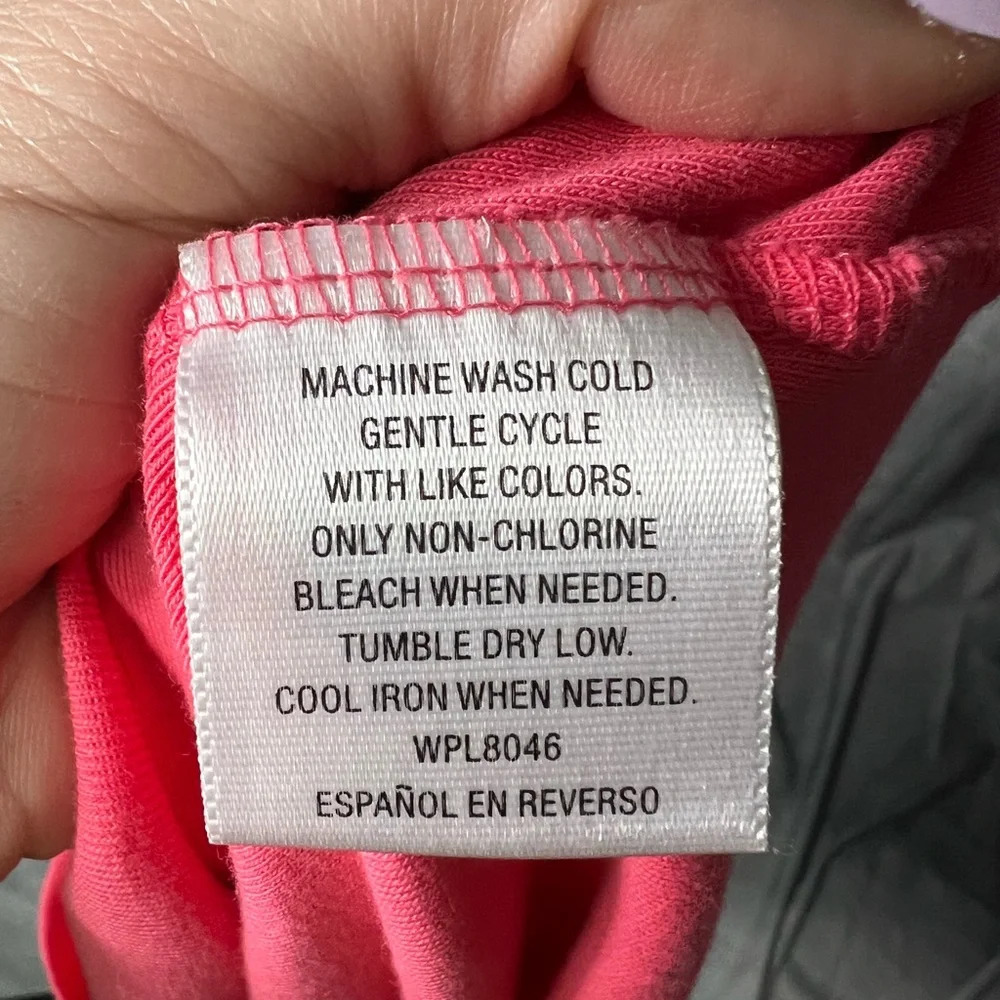 MACHINE WASH COLD
GENTLE CYCLE
WITH LIKE COLORS.
ONLY NON-CHLORINE
BLEACH WHEN NEEDED.
TUMBLE DRY LOW.
COOL IRON WHEN NEEDED.
WPL8046
ESPAÑOL EN REVERSO